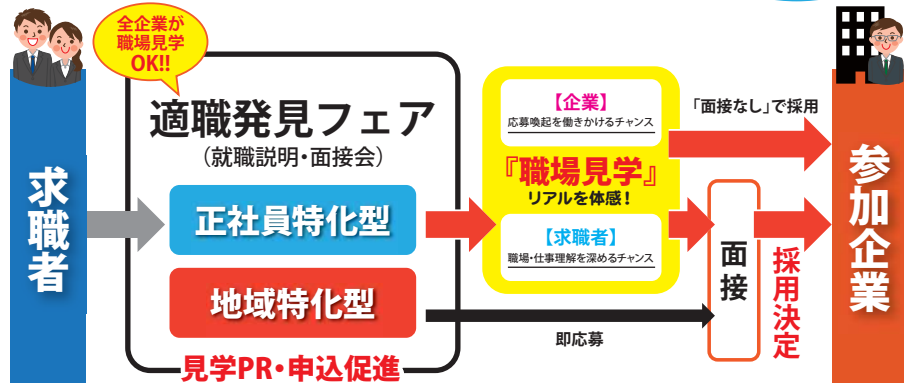 全企業が
職場見学
OK!!
求職者
適職発見フェア
（就職説明・面接会）
正社員特化型
地域特化型
見学PR・申込促進
【企業】
応募喚起を働きかけるチャンス
『職場見学』
リアルを体感！
【求職者】
職場・仕事理解を深めるチャンス
「面接なし」で採用
即応募
面接
採用決定
参加企業